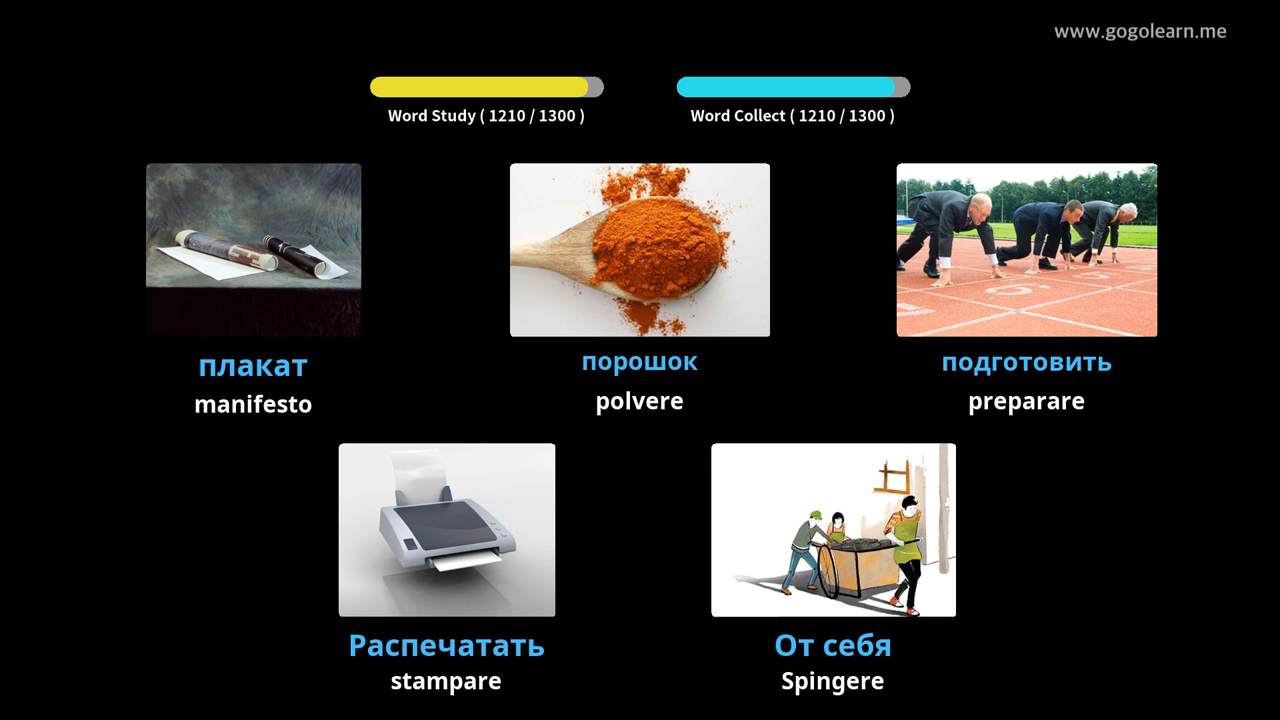 www.gogolearn.me
Word Study ( 1210 / 1300 )
Word Collect ( 1210 / 1300 )
плакат
manifesto
порошок
polvere
подготовить
preparare
Распечатать
stampare
От себя
Spingere